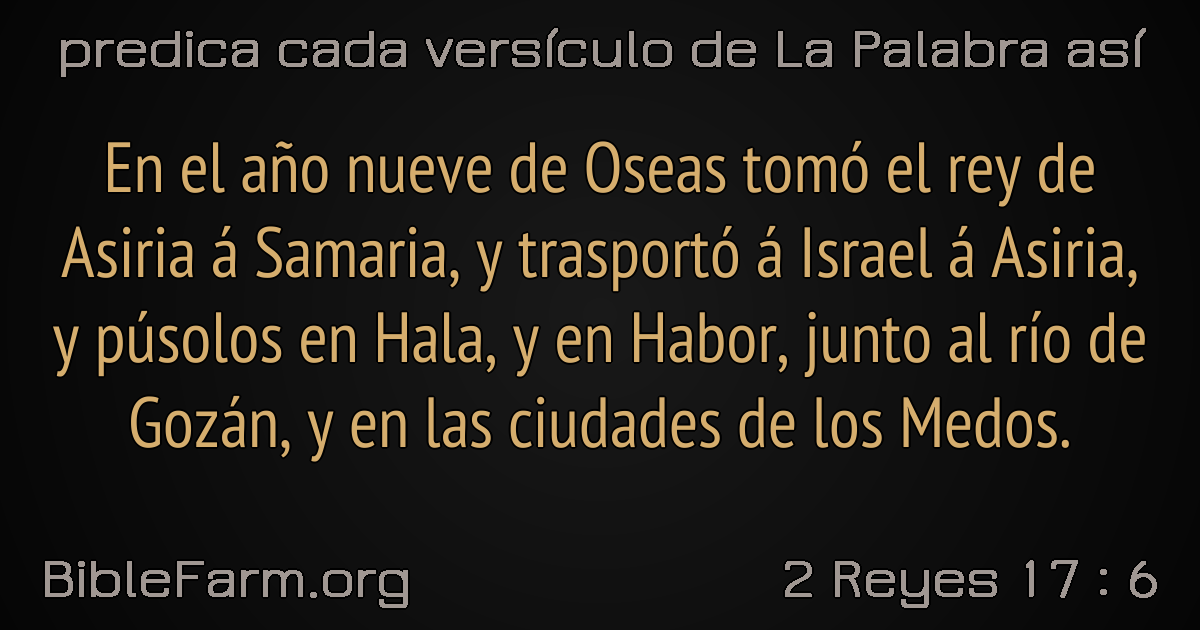 predica cada versículo de La Palabra así
En el año nueve de Oseas tomó el rey de
Asiria á Samaria, y trasportó á Israel á Asiria,
y púsolos en Hala, y en Habor, junto al río de
Gozán, y en las ciudades de los Medos.
BibleFarm.org
2 Reyes 17 : 6